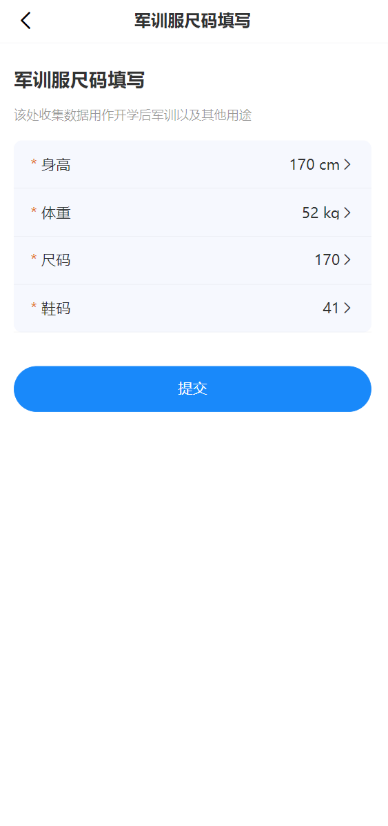 军训服尺码填写
军训服尺码填写
该处收集数据用作开学后军训以及其他用途
* 身高 170 cm
* 体重 52 kg
* 尺码 170
* 鞋码 41
提交